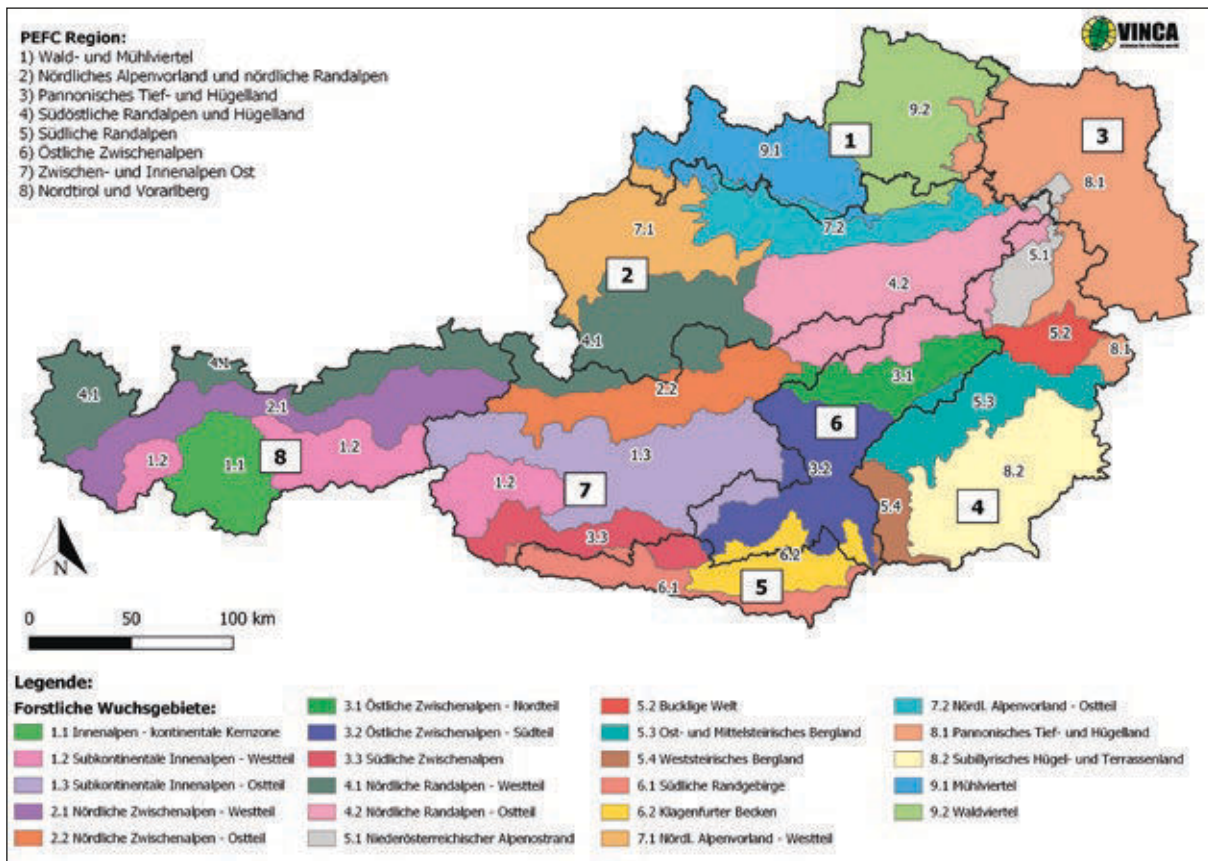 PEFC Region:
1) Wald- und Mühlviertel
2) Nördliches Alpenvorland und nördliche Randalpen
3) Pannonisches Tief- und Hügelland
4) Südöstliche Randalpen und Hügelland
5) Südliche Randalpen
6) Östliche Zwischenalpen
7) Zwischen- und Innenalpen Ost
8) Nordtirol und Vorarlberg
VINCA
9.2
1
3
9.1
8.1
7.2
7.1
5.1
2
4.2
4.1
5.2
4.1
8.1
3.1
4.1
2.2
2.1
5.3
6
1.2
8
1.2
1.3
1.1
3.2
8.2
1.2
7
5.4
4
3.3
6.2
6.1
5
N
0 50 100 km
Legende:
Forstliche Wuchsgebiete:
1.1 Innenalpen - kontinentale Kernzone
1.2 Subkontinentale Innenalpen - Westteil
1.3 Subkontinentale Innenalpen - Ostteil
2.1 Nördliche Zwischenalpen - Westteil
2.2 Nördliche Zwischenalpen - Ostteil
3.1 Östliche Zwischenalpen - Nordteil
3.2 Östliche Zwischenalpen - Südteil
3.3 Südliche Zwischenalpen
4.1 Nördliche Randalpen - Westteil
4.2 Nördliche Randalpen - Ostteil
5.1 Niederösterreichischer Alpenostrand
5.2 Bucklige Welt
5.3 Ost- und Mittelsteirisches Bergland
5.4 Weststeirisches Bergland
6.1 Südliche Randgebirge
6.2 Klagenfurter Becken
7.1 Nördl. Alpenvorland - Westteil
7.2 Nördl. Alpenvorland - Ostteil
8.1 Pannonisches Tief- und Hügelland
8.2 Subillyrisches Hügel- und Terrassenland
9.1 Mühlviertel
9.2 Waldviertel